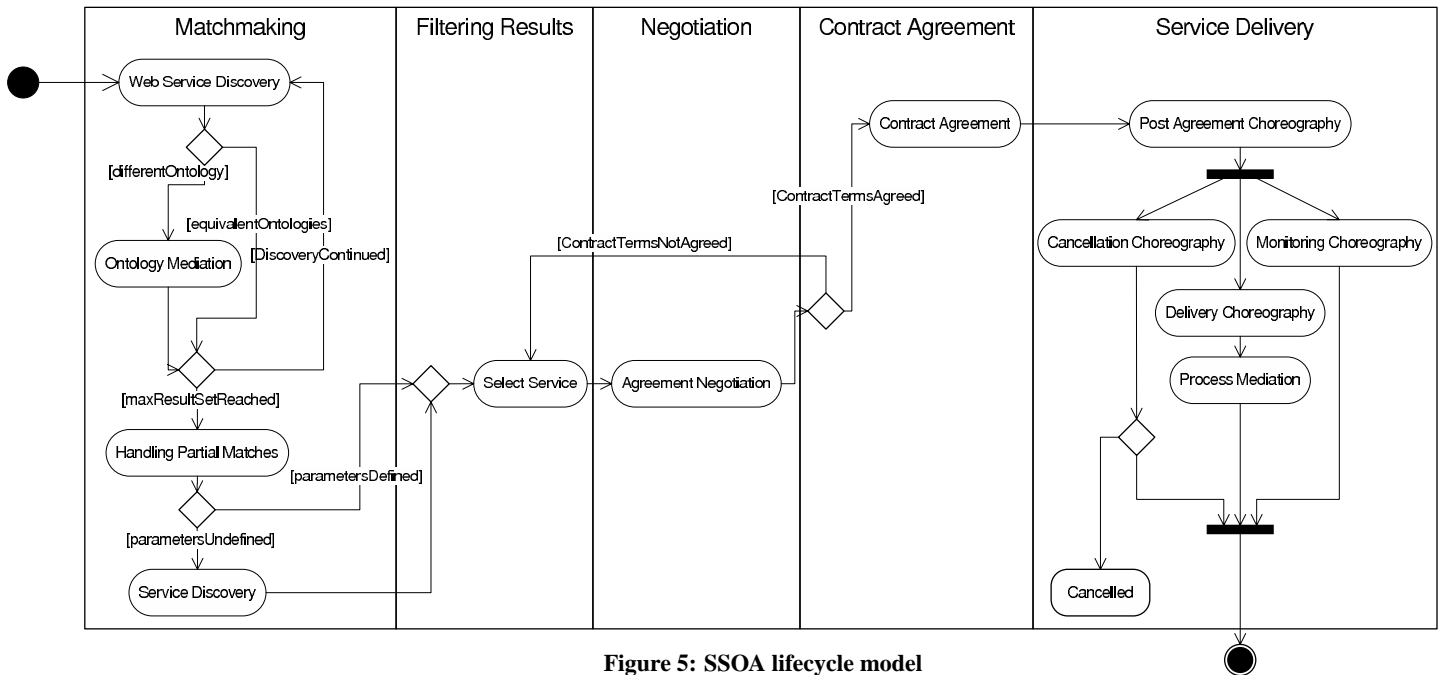 Matchmaking
Filtering Results
Negotiation
Contract Agreement
Service Delivery
Web Service Discovery
[differentOntology]
[equivalentOntologies]
[DiscoveryContinued]
Ontology Mediation
[maxResultSetReached]
Handling Partial Matches
[parametersDefined]
[parametersUndefined]
Service Discovery
Select Service
[ContractTermsNotAgreed]
Agreement Negotiation
[ContractTermsAgreed]
Contract Agreement
Post Agreement Choreography
Cancellation Choreography
Monitoring Choreography
Delivery Choreography
Process Mediation
Cancelled
Figure 5: SSOA lifecycle model